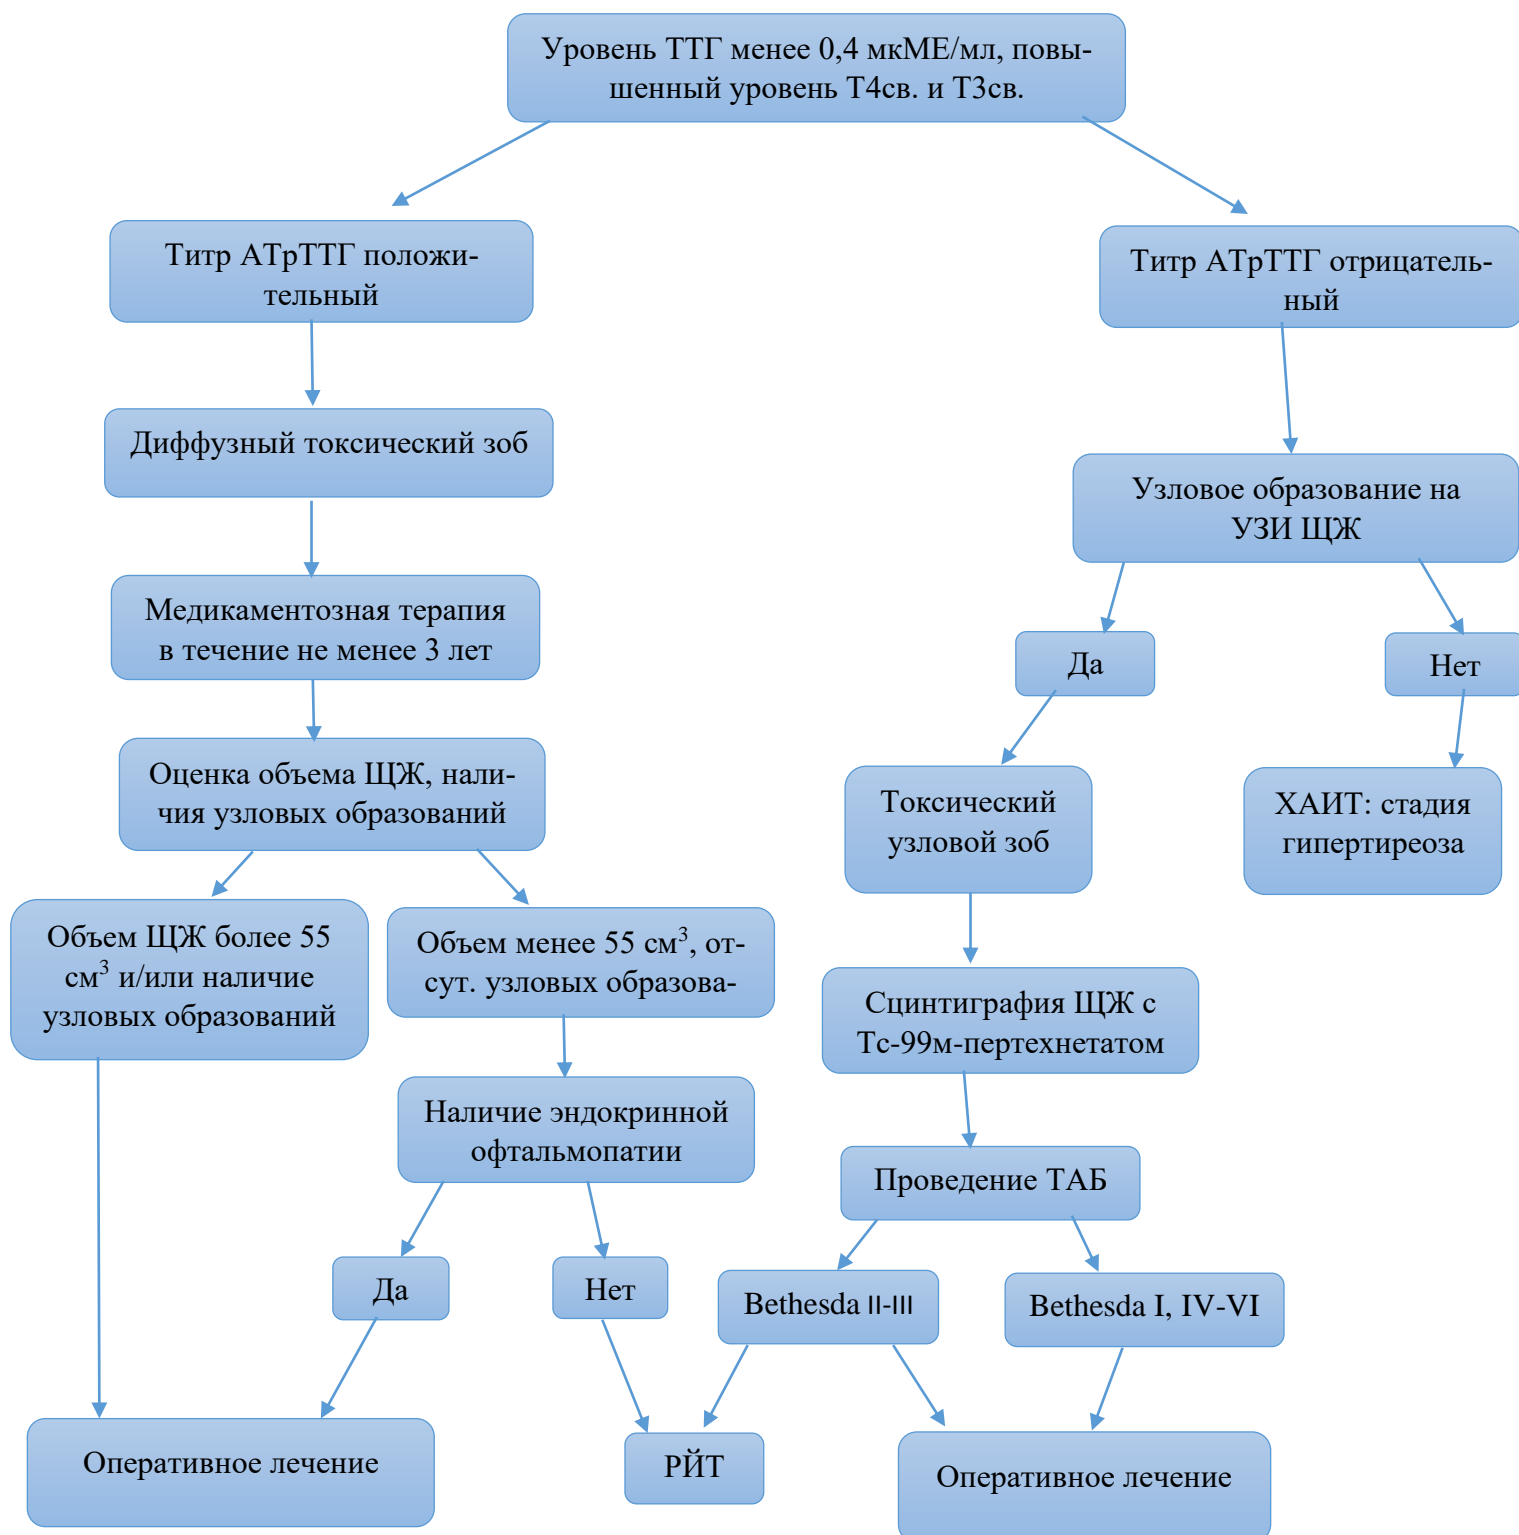 Уровень ТТГ менее 0,4 мкМЕ/мл, повы-
шенный уровень Т4св. и Т3св.
Титр АТрТТГ положи-
тельный
Титр АТрТТГ отрицатель-
ный
Диффузный токсический зоб
Узловое образование на
УЗИ ЩЖ
Медикаментозная терапия
в течение не менее 3 лет
Да
Нет
Оценка объема ЩЖ, нали-
чия узловых образований
Токсический
узловой зоб
ХАИТ: стадия
гипертиреоза
Объем ЩЖ более 55
см³ и/или наличие
узловых образований
Объем менее 55 см³, от-
сут. узловых образова-
Сцинтиграфия ЩЖ с
Тс-99м-пертехнетатом
Наличие эндокринной
офтальмопатии
Проведение ТАБ
Да
Нет
Bethesda II-III
Bethesda I, IV-VI
Оперативное лечение
РЙТ
Оперативное лечение